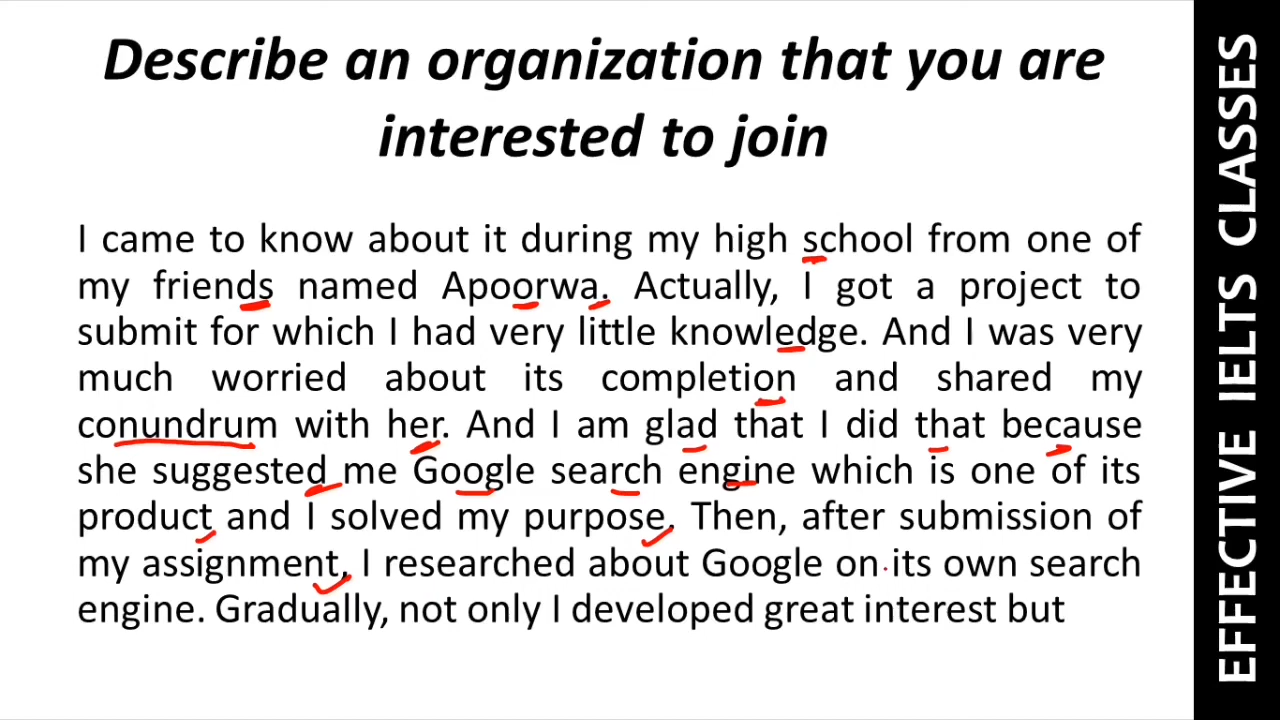 Describe an organization that you are
interested to join
I came to know about it during my high school from one of
my friends named Apoorwa. Actually, I got a project to
submit for which I had very little knowledge. And I was very
much worried about its completion and shared my
conundrum with her. And I am glad that I did that because
she suggested me Google search engine which is one of its
product and I solved my purpose. Then, after submission of
my assignment, I researched about Google on its own search
engine. Gradually, not only I developed great interest but
EFFECTIVE IELTS CLASSES